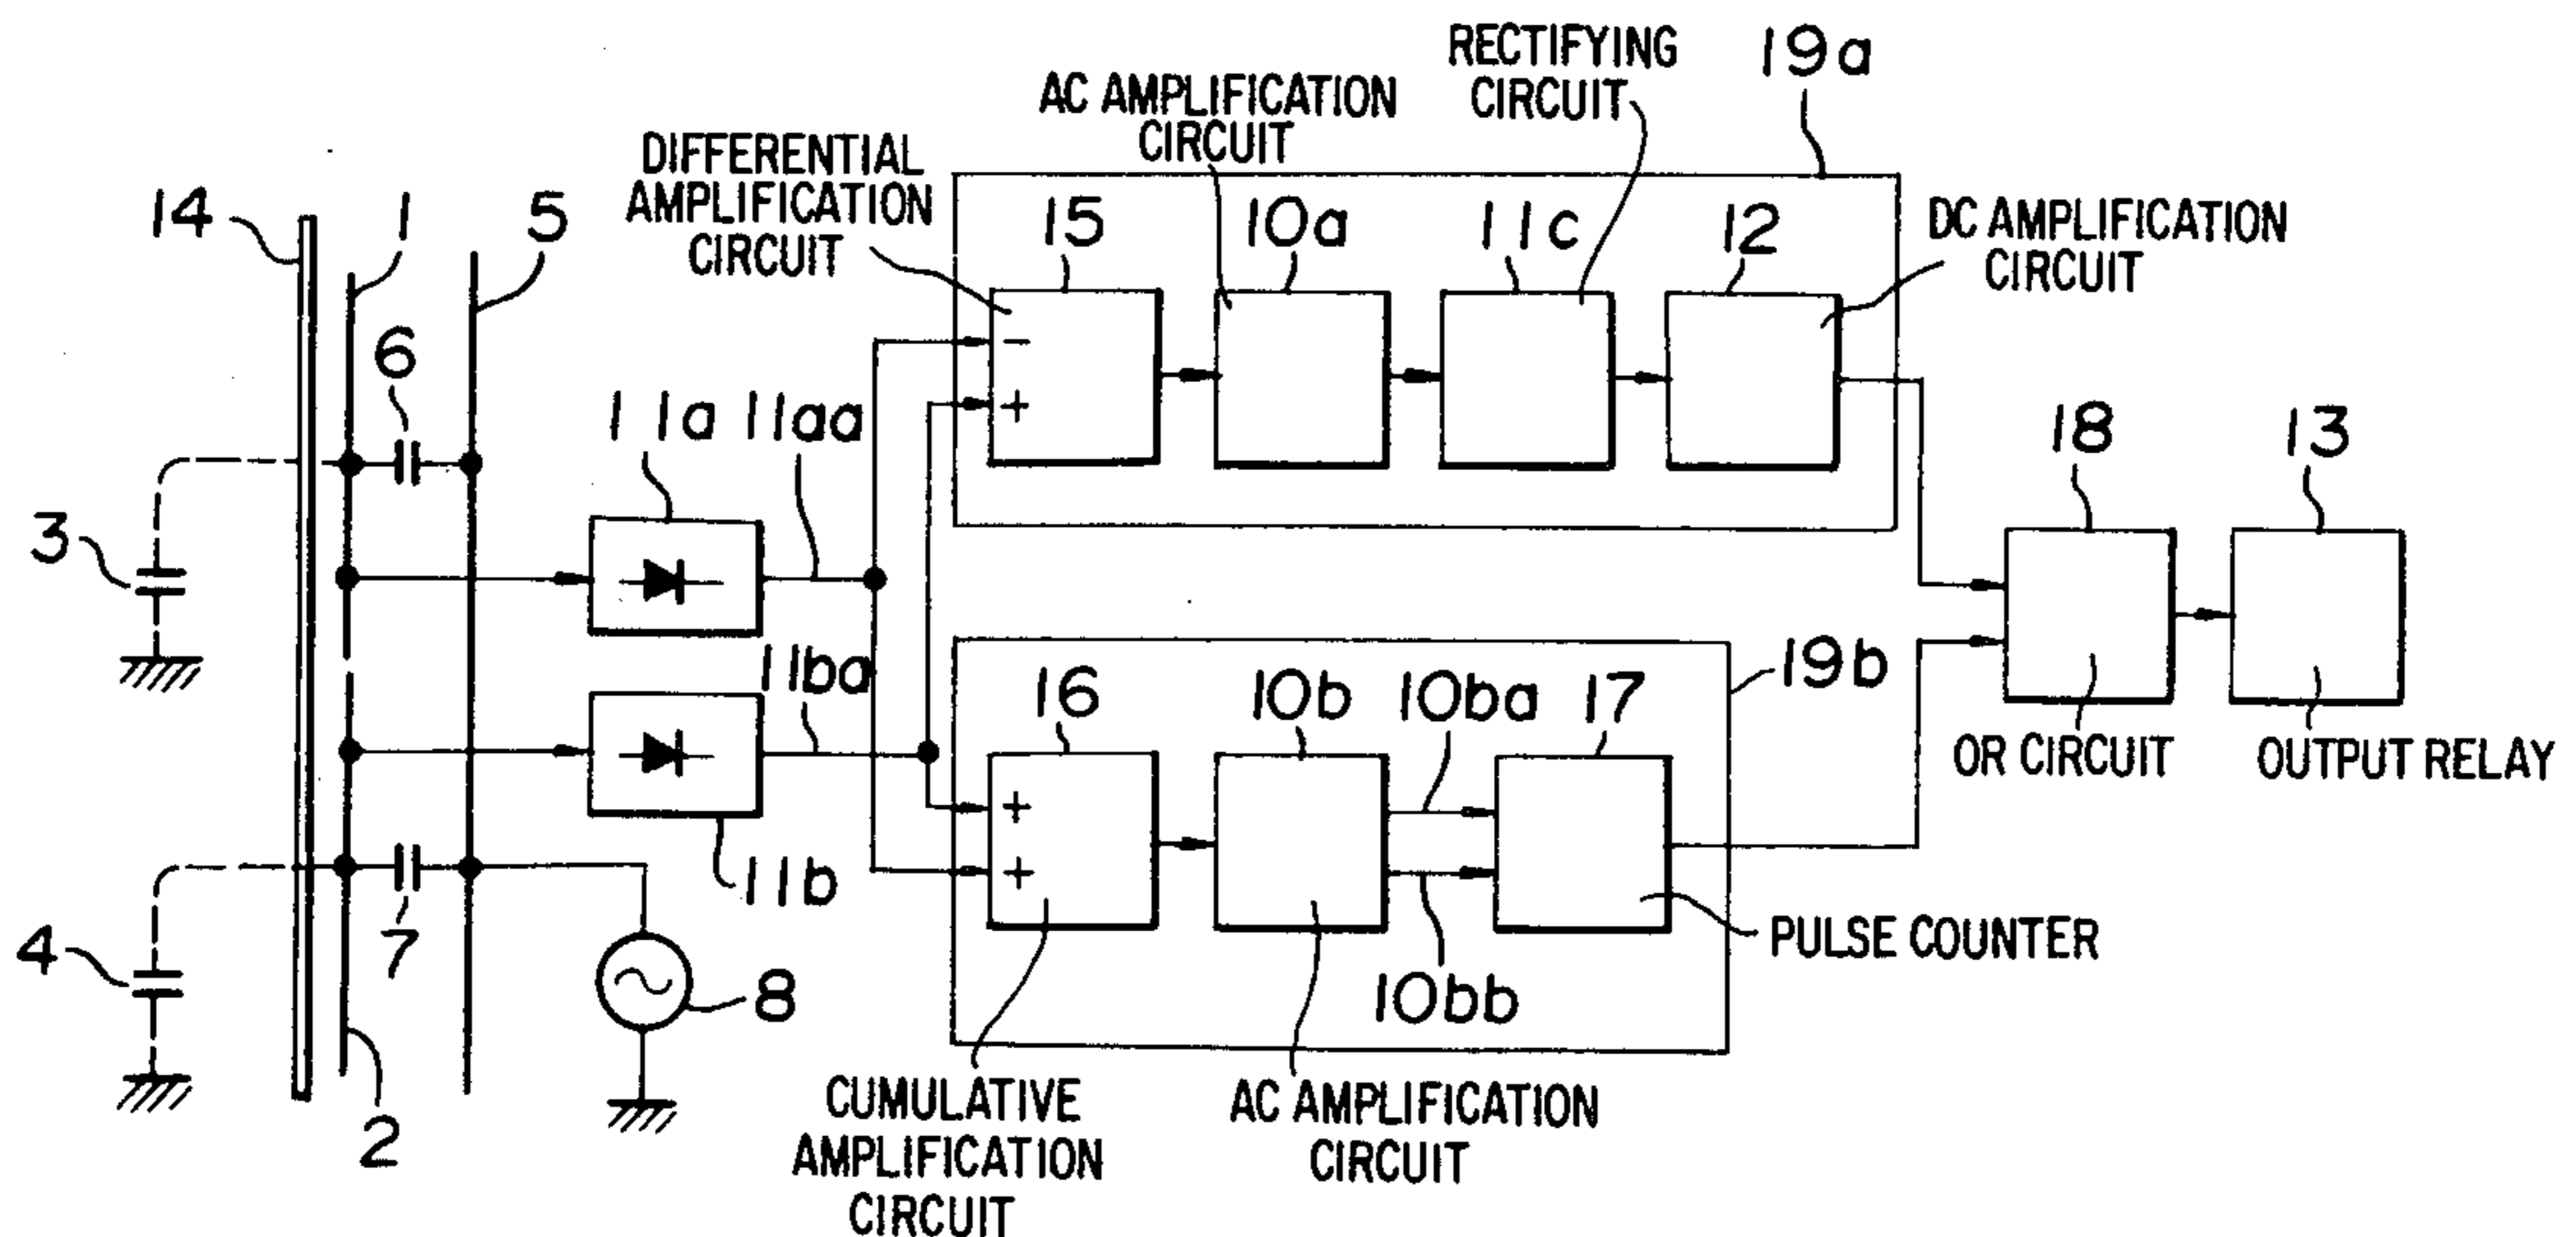 RECTIFYING
CIRCUIT
19a
AC AMPLIFICATION
CIRCUIT
DIFFERENTIAL
AMPLIFICATION
CIRCUIT
14
1
5
15
10a
11c
12
DC AMPLIFICATION
CIRCUIT
6
−
+
11a
11aa
18
13
3
11ba
16
10b
10ba
17
19b
OR CIRCUIT
OUTPUT RELAY
+
+
11b
4
7
8
10bb
PULSE COUNTER
2
CUMULATIVE
AMPLIFICATION
CIRCUIT
AC AMPLIFICATION
CIRCUIT